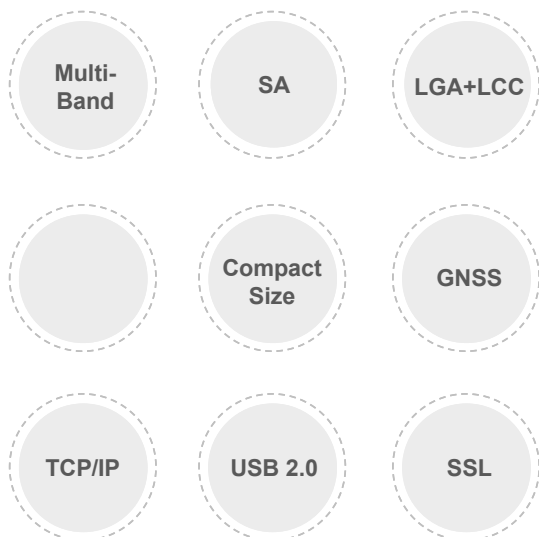 Multi-
Band
SA
LGA+LCC
Compact
Size
GNSS
TCP/IP
USB 2.0
SSL